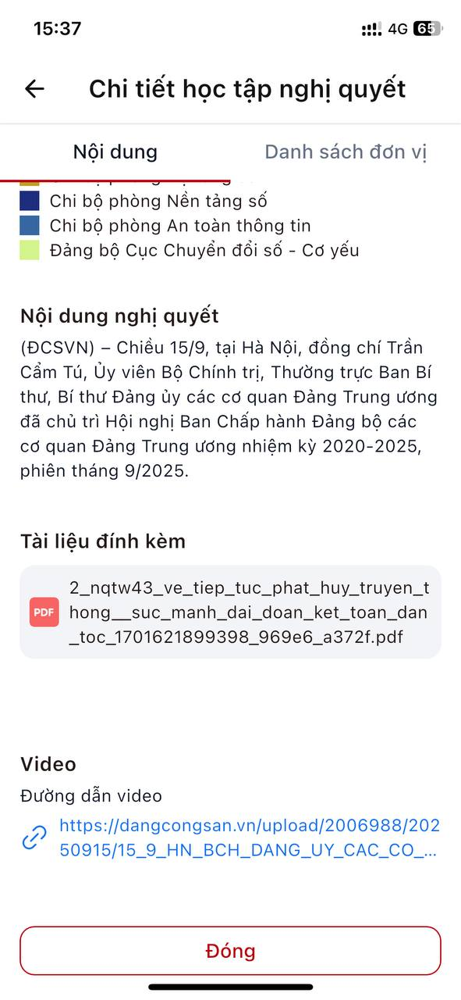 15:37
4G 65
Chi tiết học tập nghị quyết
Nội dung
Danh sách đơn vị
Chi bộ phòng Nền tảng số
Chi bộ phòng An toàn thông tin
Đảng bộ Cục Chuyển đổi số - Cơ yếu
Nội dung nghị quyết
(ĐCSVN) – Chiều 15/9, tại Hà Nội, đồng chí Trần
Cẩm Tú, Ủy viên Bộ Chính trị, Thường trực Ban Bí
thư, Bí thư Đảng ủy các cơ quan Đảng Trung ương
đã chủ trì Hội nghị Ban Chấp hành Đảng bộ các
cơ quan Đảng Trung ương nhiệm kỳ 2020-2025,
phiên tháng 9/2025.
Tài liệu đính kèm
PDF
2_nqtw43_ve_tiep_tuc_phat_huy_truyen_t
hong__suc_manh_dai_doan_ket_toan_dan
_toc_1701621899398_969e6_a372f.pdf
Video
Đường dẫn video
https://dangcongsan.vn/upload/2006988/202
50915/15_9_HN_BCH_DANG_UY_CAC_CO_...
Đóng